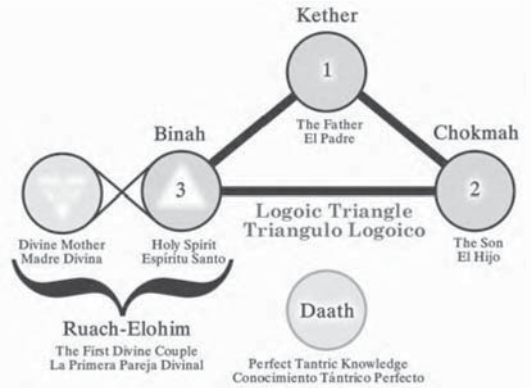 Kether
1
The Father
El Padre
Binah
Chokmah
3
2
Logoic Triangle
Triangulo Logoico
Divine Mother
Madre Divina
Holy Spirit
Espíritu Santo
The Son
El Hijo
Ruach-Elohim
The First Divine Couple
La Primera Pareja Divinal
Daath
Perfect Tantric Knowledge
Conocimiento Tántrico Perfecto